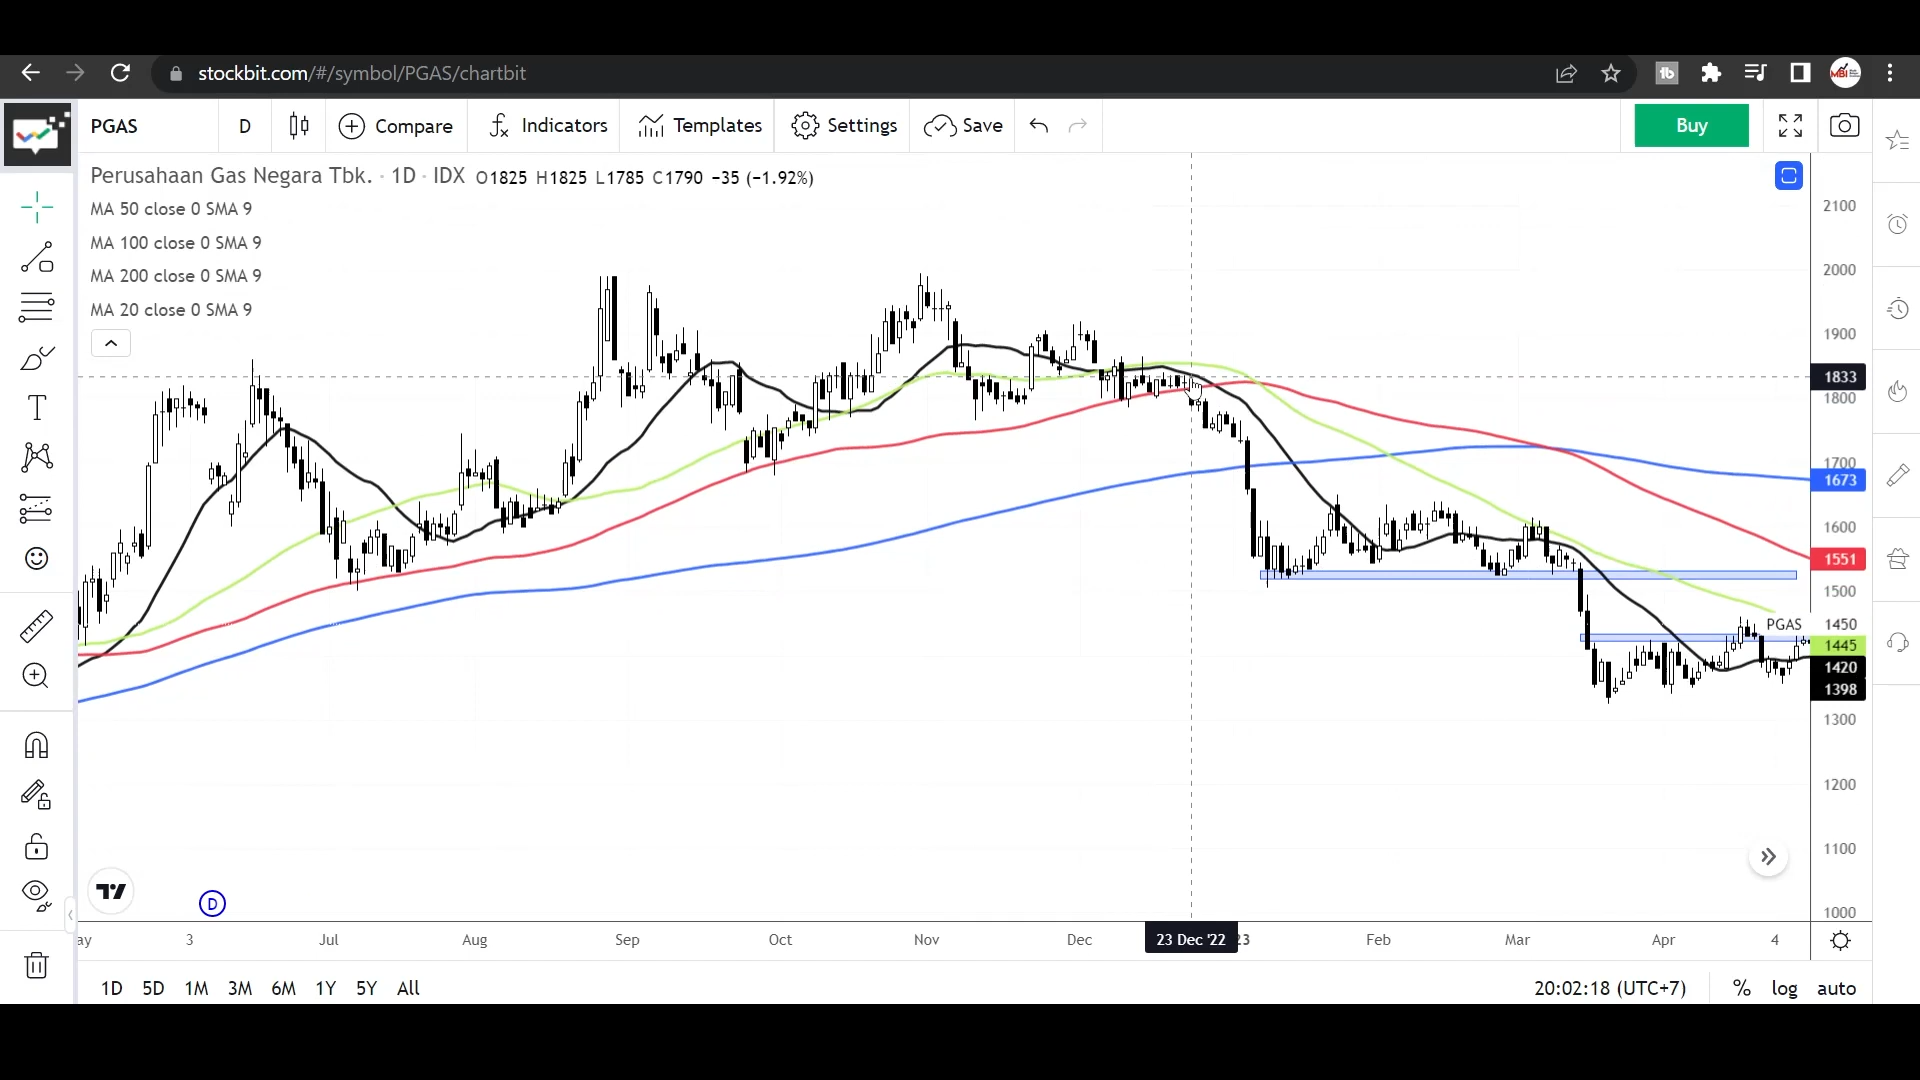 stockbit.com/#/symbol/PGAS/chartbit
PGAS D Compare Indicators Templates Settings Save Buy
Perusahaan Gas Negara Tbk. · 1D · IDX O1825 H1825 L1785 C1790 −35 (−1.92%)
MA 50 close 0 SMA 9
MA 100 close 0 SMA 9
MA 200 close 0 SMA 9
MA 20 close 0 SMA 9
2100
2000
1900
1833
1800
1700
1673
1600
1551
1500
PGAS 1450
1445
1420
1398
1300
1200
1100
1000
D
ay 3 Jul Aug Sep Oct Nov Dec 23 Dec '22 23 Feb Mar Apr 4
1D 5D 1M 3M 6M 1Y 5Y All 20:02:18 (UTC+7) % log auto